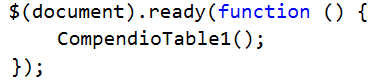 $(document).ready(function () {
    CompendioTable1();
});